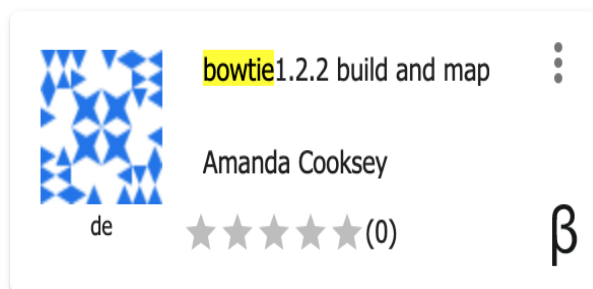 bowtie1.2.2 build and map
Amanda Cooksey
de
(0)
β